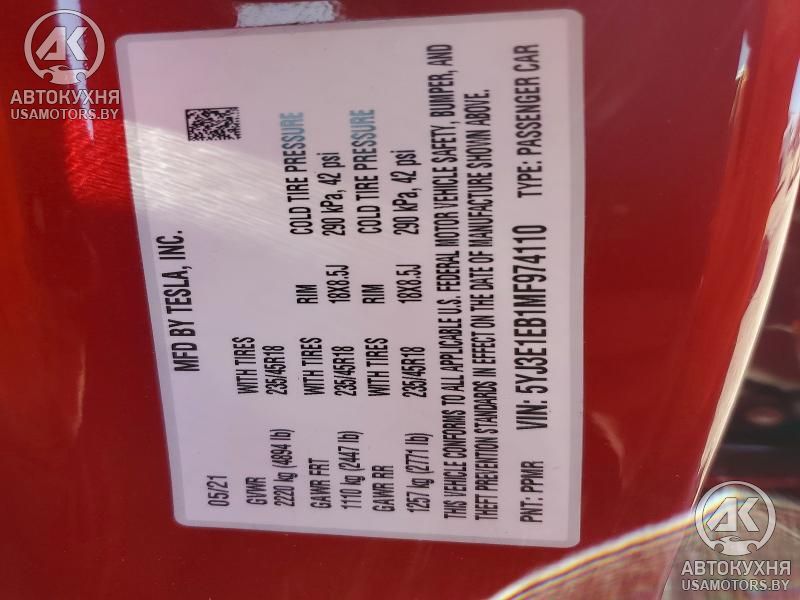 AK
АВТОКУХНЯ
USAMOTORS.BY
MFD BY TESLA, INC.
05/21
GVWR WITH TIRES
2220 kg (4894 lb) 235/45R18
GAWR FRT WITH TIRES RIM COLD TIRE PRESSURE
1110 kg (2447 lb) 235/45R18 18X8.5J 290 kPa, 42 psi
GAWR RR WITH TIRES RIM COLD TIRE PRESSURE
1257 kg (2771 lb) 235/45R18 18X8.5J 290 kPa, 42 psi
THIS VEHICLE CONFORMS TO ALL APPLICABLE U.S. FEDERAL MOTOR VEHICLE SAFETY, BUMPER, AND
THEFT PREVENTION STANDARDS IN EFFECT ON THE DATE OF MANUFACTURE SHOWN ABOVE.
PNT: PPMR VIN: 5YJ3E1EB1MF974110 TYPE: PASSENGER CAR
AK
АВТОКУХНЯ
USAMOTORS.BY